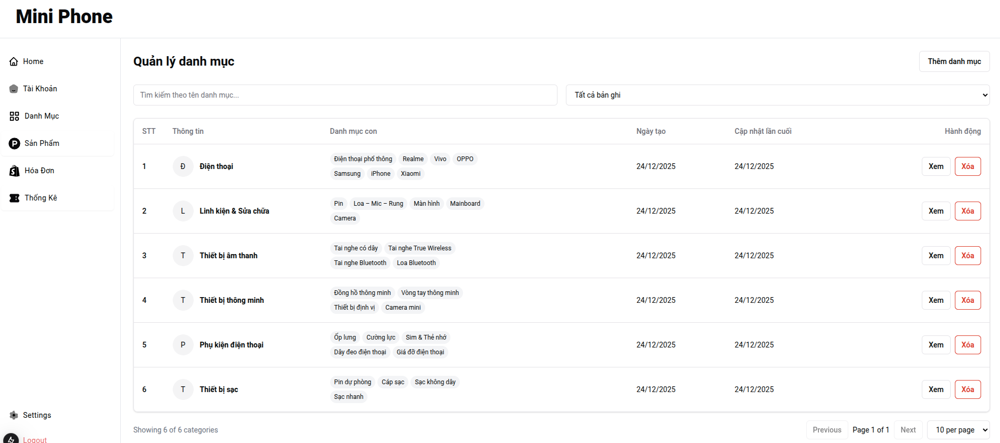 Mini Phone
Home
Tài Khoản
Danh Mục
Sản Phẩm
Hóa Đơn
Thống Kê
Settings
Logout
Quản lý danh mục
Thêm danh mục
Tìm kiếm theo tên danh mục...
Tất cả bản ghi
STT Thông tin Danh mục con Ngày tạo Cập nhật lần cuối Hành động
1 Đ Điện thoại 24/12/2025 24/12/2025 Xem Xóa
Điện thoại phổ thông Realme Vivo OPPO
Samsung iPhone Xiaomi
2 L Linh kiện & Sửa chữa 24/12/2025 24/12/2025 Xem Xóa
Pin Loa – Mic – Rung Màn hình Mainboard
Camera
3 T Thiết bị âm thanh 24/12/2025 24/12/2025 Xem Xóa
Tai nghe có dây Tai nghe True Wireless
Tai nghe Bluetooth Loa Bluetooth
4 T Thiết bị thông minh 24/12/2025 24/12/2025 Xem Xóa
Đồng hồ thông minh Vòng tay thông minh
Thiết bị định vị Camera mini
5 P Phụ kiện điện thoại 24/12/2025 24/12/2025 Xem Xóa
Ốp lưng Cường lực Sim & Thẻ nhớ
Dây đeo điện thoại Giá đỡ điện thoại
6 T Thiết bị sạc 24/12/2025 24/12/2025 Xem Xóa
Pin dự phòng Cáp sạc Sạc không dây
Sạc nhanh
Showing 6 of 6 categories
Previous Page 1 of 1 Next 10 per page